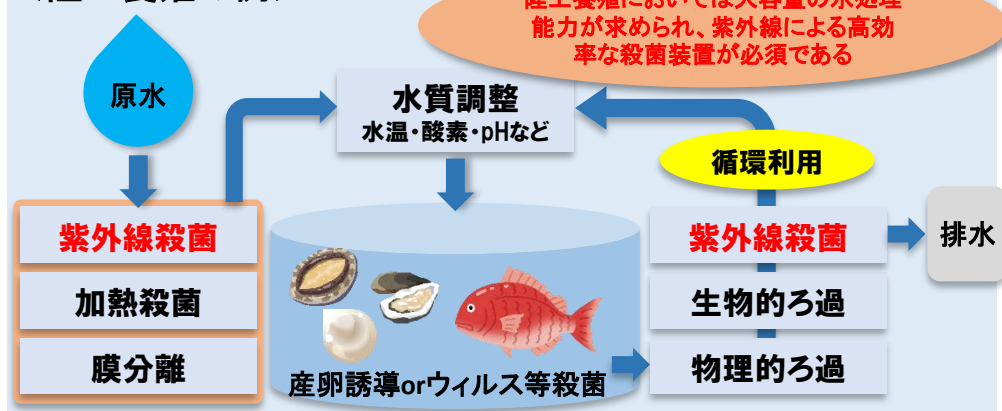 陸上養殖においては大容量の水処理
能力が求められ、紫外線による高効
率な殺菌装置が必須である
原水
水質調整
水温・酸素・pHなど
循環利用
紫外線殺菌
加熱殺菌
膜分離
産卵誘導orウィルス等殺菌
紫外線殺菌
生物的ろ過
物理的ろ過
排水